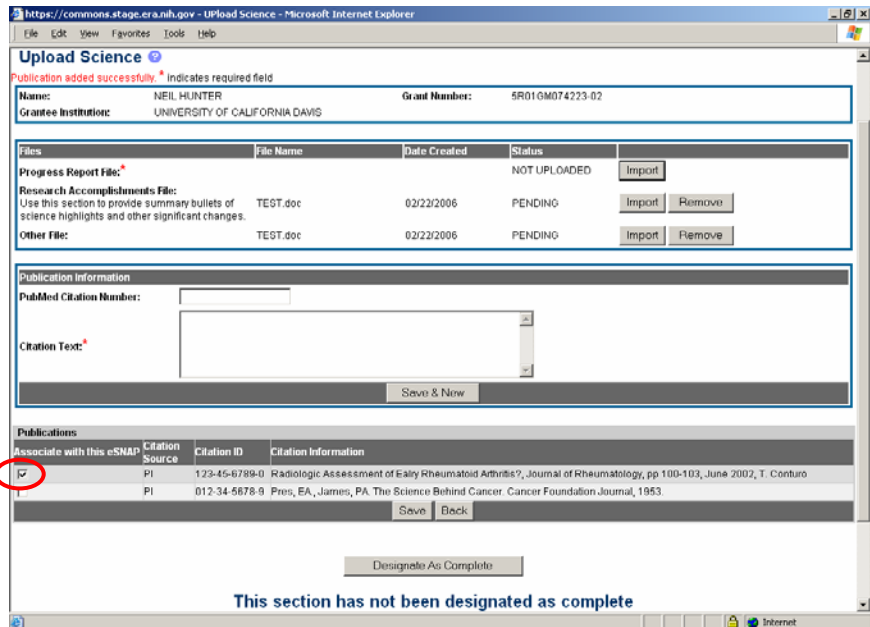 https://commons.stage.era.nih.gov - UPload Science - Microsoft Internet Explorer
File Edit View Favorites Tools Help
Upload Science ?
Publication added successfully. * indicates required field
Name: NEIL HUNTER Grant Number: 5R01GM074223-02
Grantee Institution: UNIVERSITY OF CALIFORNIA DAVIS
Files File Name Date Created Status
Progress Report File:* NOT UPLOADED Import
Research Accomplishments File:
Use this section to provide summary bullets of
science highlights and other significant changes.
TEST.doc 02/22/2006 PENDING Import Remove
Other File: TEST.doc 02/22/2006 PENDING Import Remove
Publication Information
PubMed Citation Number:
Citation Text:*
Save & New
Publications
Associate with this eSNAP Citation Source Citation ID Citation Information
PI 123-45-6789-0 Radiologic Assessment of Ealry Rheumatoid Arthritis?, Journal of Rheumatology, pp 100-103, June 2002, T. Conturo
PI 012-34-5678-9 Pres, EA., James, PA. The Science Behind Cancer. Cancer Foundation Journal, 1953.
Save Back
Designate As Complete
This section has not been designated as complete
Internet